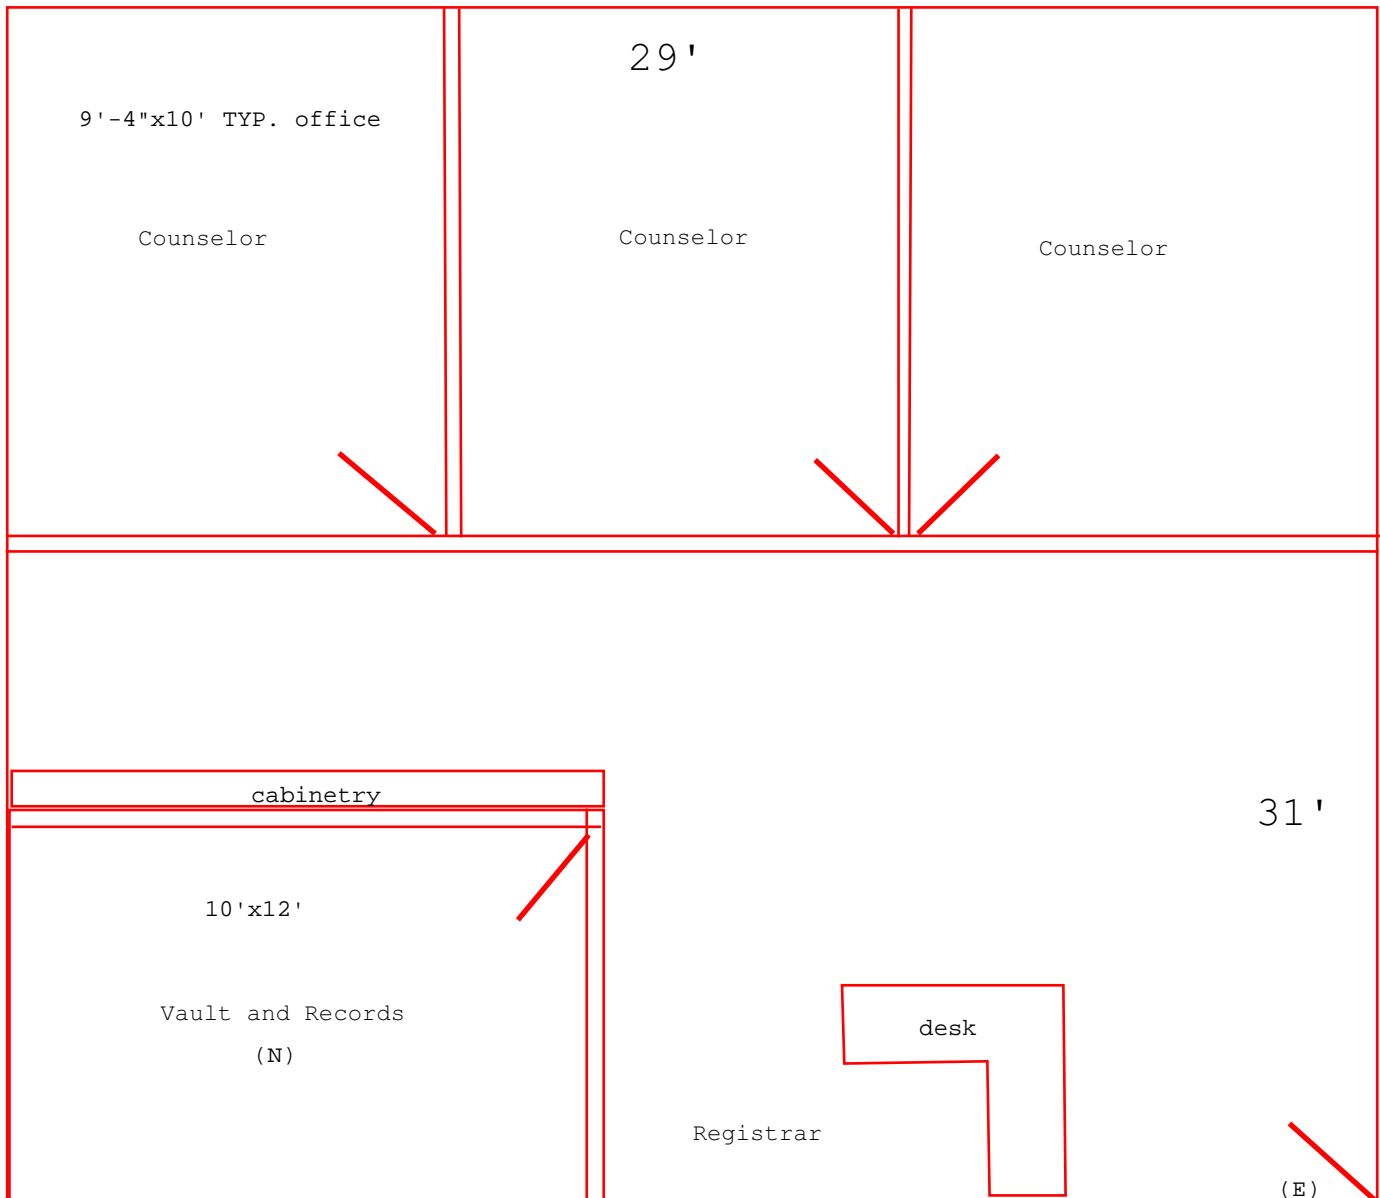 29'
9'-4"x10' TYP. office
Counselor
Counselor
Counselor
cabinetry
31'
10'x12'
Vault and Records
(N)
desk
Registrar
(E)